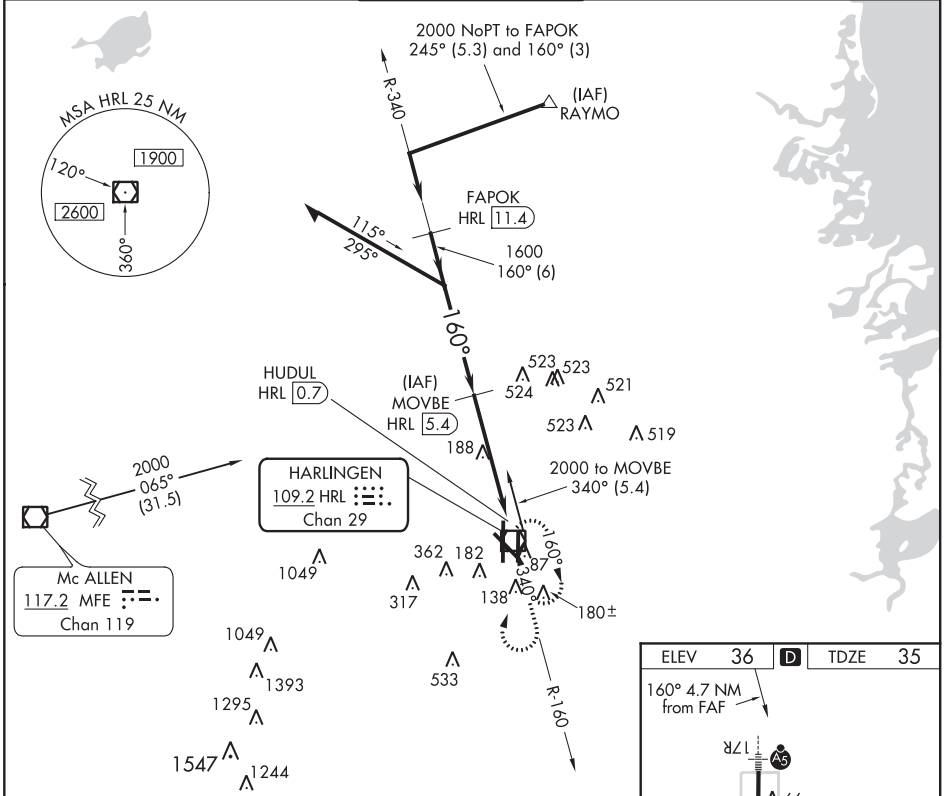 2000 NoPT to FAPOK
245° (5.3) and 160° (3)
R-340
(IAF)
RAYMO
MSA HRL 25 NM
120°
1900
2600
360°
FAPOK
HRL 11.4
115°
295°
1600
160° (6)
160°
HUDUL
HRL 0.7
(IAF)
MOVBE
HRL 5.4
523
523
524
521
523
519
188
2000 to MOVBE
340° (5.4)
2000
065°
(31.5)
HARLINGEN
109.2 HRL
Chan 29
Mc ALLEN
117.2 MFE
Chan 119
1049
362
182
317
138
87
160°
340°
180±
1049
1393
1295
1547
1244
533
R-160
ELEV 36 D TDZE 35
160° 4.7 NM
from FAF
17R
A5